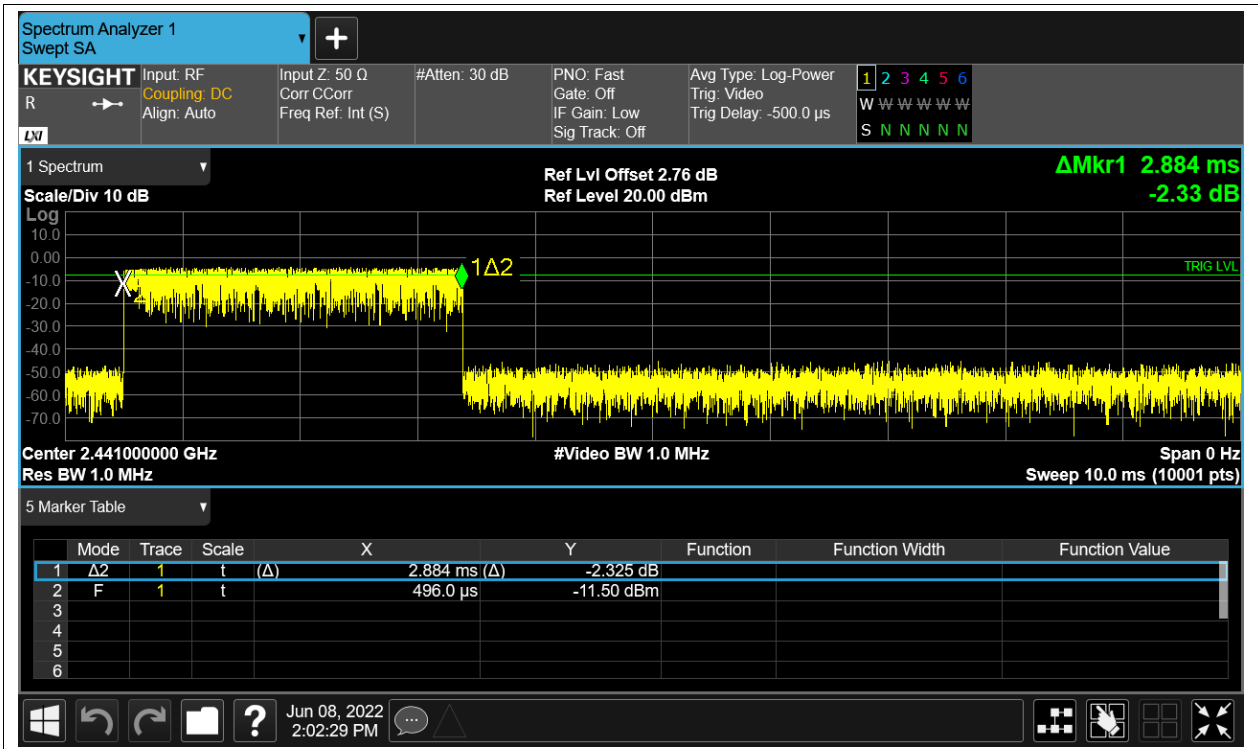 Spectrum Analyzer 1
Swept SA
KEYSIGHT Input: RF Input Z: 50 Ω #Atten: 30 dB PNO: Fast Avg Type: Log-Power 1 2 3 4 5 6
R Coupling: DC Corr CCorr Gate: Off Trig: Video W W W W W W
Align: Auto Freq Ref: Int (S) IF Gain: Low Trig Delay: -500.0 µs
LXI Sig Track: Off S N N N N N
1 Spectrum Ref Lvl Offset 2.76 dB ΔMkr1 2.884 ms
Scale/Div 10 dB Ref Level 20.00 dBm -2.33 dB
Log
10.0
0.00
1Δ2 TRIG LVL
-10.0
X
2
-20.0
-30.0
-40.0
-50.0
-60.0
-70.0
Center 2.441000000 GHz #Video BW 1.0 MHz Span 0 Hz
Res BW 1.0 MHz Sweep 10.0 ms (10001 pts)
5 Marker Table
Mode Trace Scale X Y Function Function Width Function Value
1 Δ2 1 t (Δ) 2.884 ms (Δ) -2.325 dB
2 F 1 t 496.0 µs -11.50 dBm
3
4
5
6
? Jun 08, 2022
2:02:29 PM